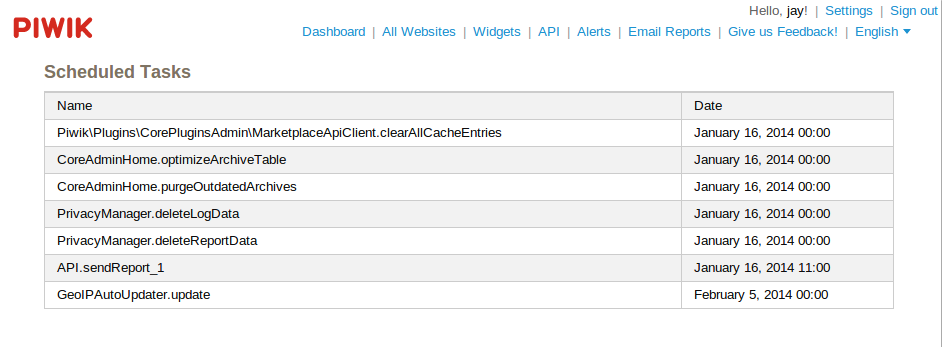 Hello, jay! | Settings | Sign out
PIWIK
Dashboard | All Websites | Widgets | API | Alerts | Email Reports | Give us Feedback! | English
Scheduled Tasks
Name Date
Piwik\Plugins\CorePluginsAdmin\MarketplaceApiClient.clearAllCacheEntries January 16, 2014 00:00
CoreAdminHome.optimizeArchiveTable January 16, 2014 00:00
CoreAdminHome.purgeOutdatedArchives January 16, 2014 00:00
PrivacyManager.deleteLogData January 16, 2014 00:00
PrivacyManager.deleteReportData January 16, 2014 00:00
API.sendReport_1 January 16, 2014 11:00
GeoIPAutoUpdater.update February 5, 2014 00:00